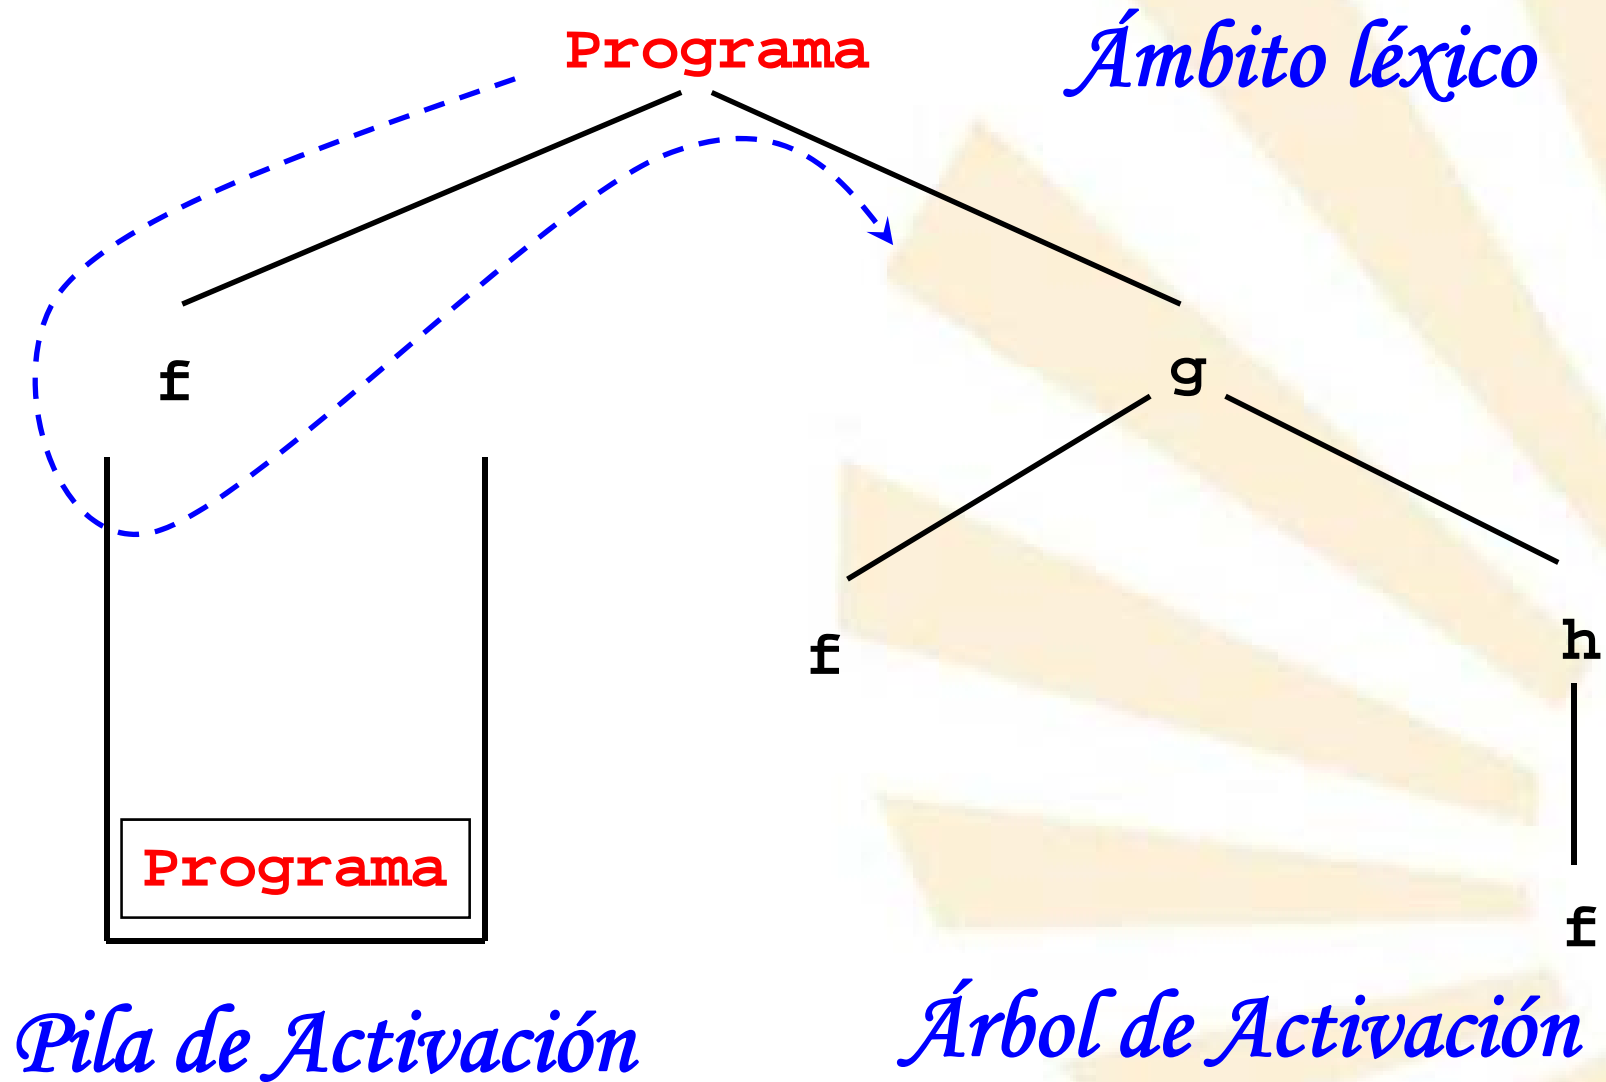 Programa
Ámbito léxico
f
g
f
h
Programa
f
Pila de Activación
Árbol de Activación